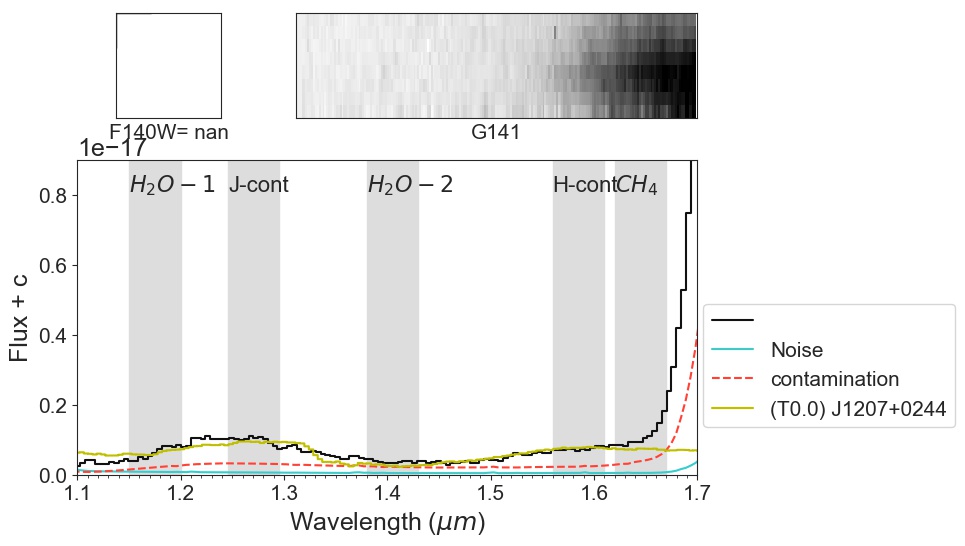 F140W= nan
G141
1e−17
H₂O − 1
J-cont
H₂O − 2
H-cont
CH₄
0.8
0.6
0.4
0.2
0.0
Flux + c
1.1
1.2
1.3
1.4
1.5
1.6
1.7
Wavelength (μm)
Noise
contamination
(T0.0) J1207+0244